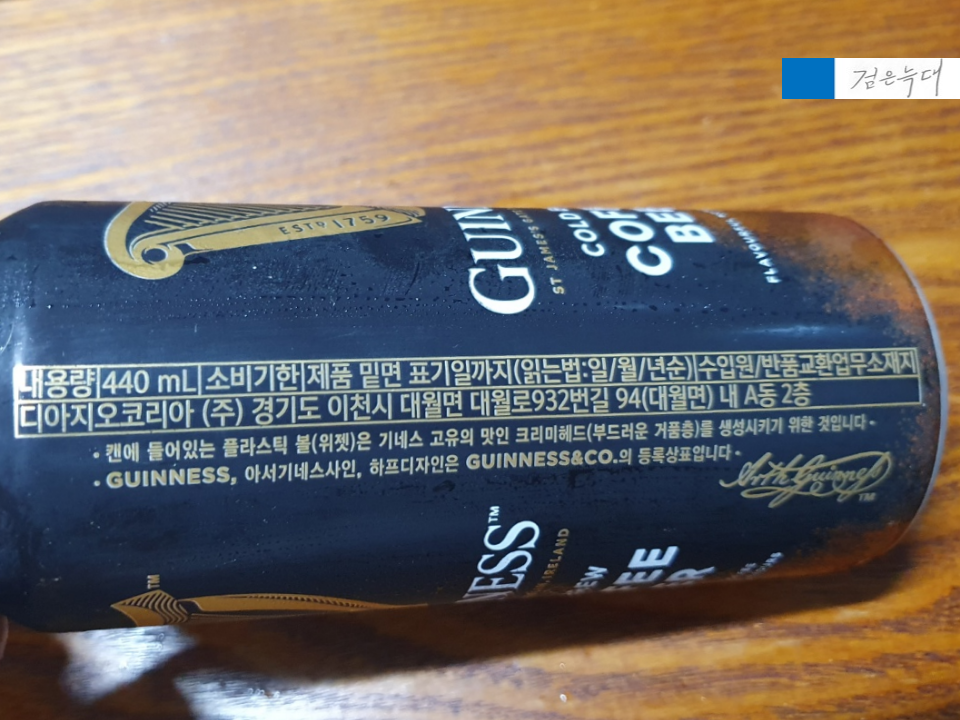 검은늑대
ESTD 1759
GUIN
ST JAMES'S
COLD
COF
BE
내용량 440 mL 소비기한 제품 밑면 표기일까지(읽는법:일/월/년순) 수입원/반품교환업무소재지
디아지오코리아 (주) 경기도 이천시 대월면 대월로932번길 94(대월면) 내 A동 2층
• 캔에 들어있는 플라스틱 볼(위젯)은 기네스 고유의 맛인 크리미헤드(부드러운 거품층)를 생성시키기 위한 것입니다 •
• GUINNESS, 아서기네스사인, 하프디자인은 GUINNESS&CO.의 등록상표입니다 •
Arth Guinness
TM
NESS™
IRELAND
EW
EE
R
TM